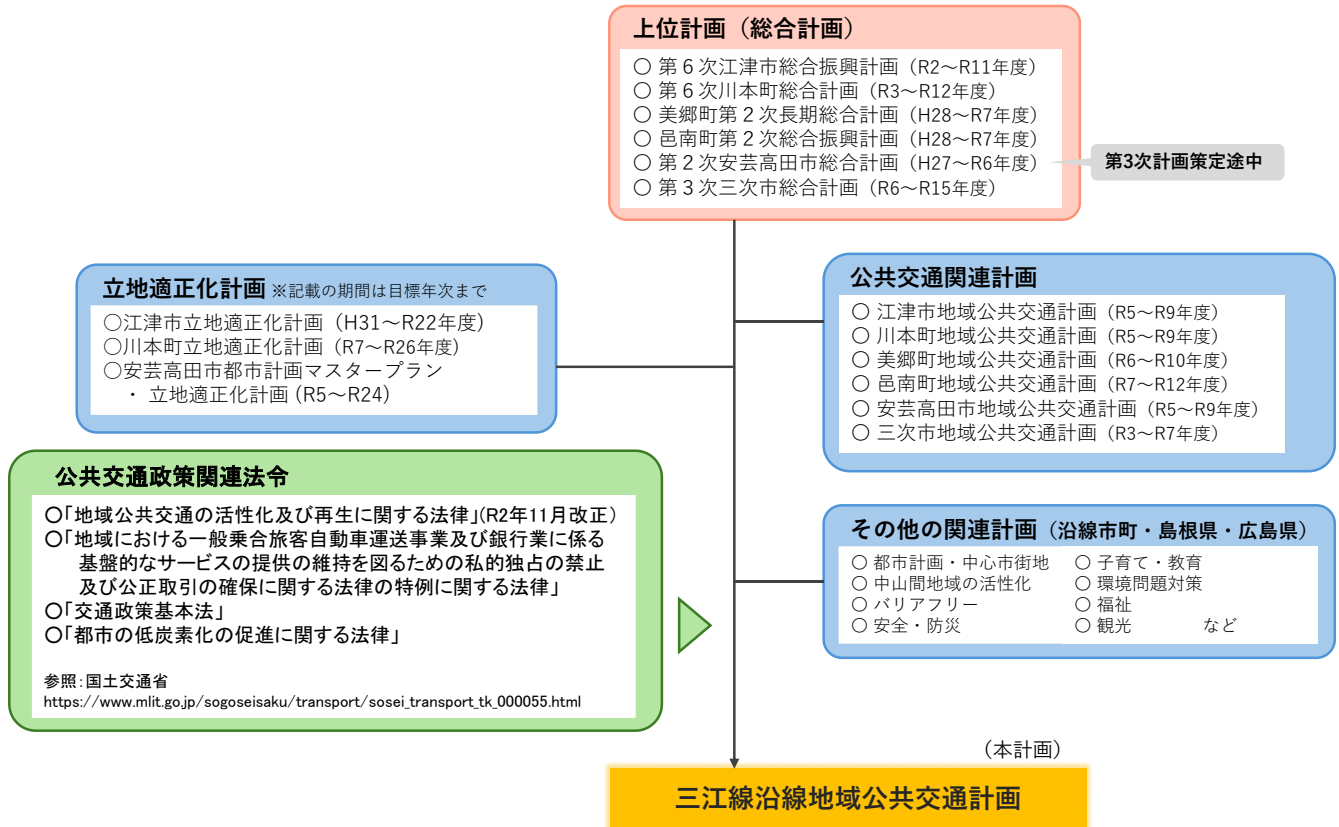 上位計画（総合計画）
○ 第６次江津市総合振興計画（R2～R11年度）
○ 第６次川本町総合計画（R3～R12年度）
○ 美郷町第２次長期総合計画（H28～R7年度）
○ 邑南町第２次総合振興計画（H28～R7年度）
○ 第２次安芸高田市総合計画（H27～R6年度）
○ 第３次三次市総合計画（R6～R15年度）
第3次計画策定途中
立地適正化計画 ※記載の期間は目標年次まで
○江津市立地適正化計画（H31～R22年度）
○川本町立地適正化計画（R7～R26年度）
○安芸高田市都市計画マスタープラン
・ 立地適正化計画 (R5～R24)
公共交通関連計画
○ 江津市地域公共交通計画（R5～R9年度）
○ 川本町地域公共交通計画（R5～R9年度）
○ 美郷町地域公共交通計画（R6～R10年度）
○ 邑南町地域公共交通計画（R7～R12年度）
○ 安芸高田市地域公共交通計画（R5～R9年度）
○ 三次市地域公共交通計画（R3～R7年度）
公共交通政策関連法令
○「地域公共交通の活性化及び再生に関する法律」(R2年11月改正)
○「地域における一般乗合旅客自動車運送事業及び銀行業に係る
基盤的なサービスの提供の維持を図るための私的独占の禁止
及び公正取引の確保に関する法律の特例に関する法律」
○「交通政策基本法」
○「都市の低炭素化の促進に関する法律」
参照：国土交通省
https://www.mlit.go.jp/sogoseisaku/transport/sosei_transport_tk_000055.html
その他の関連計画（沿線市町・島根県・広島県）
○ 都市計画・中心市街地 ○ 子育て・教育
○ 中山間地域の活性化 ○ 環境問題対策
○ バリアフリー ○ 福祉
○ 安全・防災 ○ 観光 など
（本計画）
三江線沿線地域公共交通計画